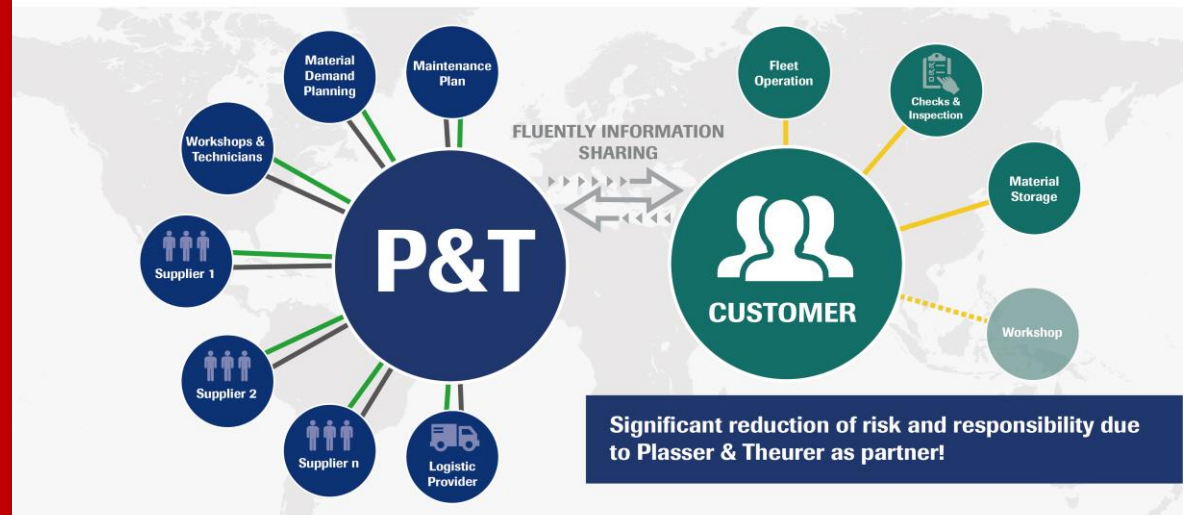 Material
Demand
Planning
Maintenance
Plan
Workshops &
Technicians
Supplier 1
Supplier 2
Supplier n
Logistic
Provider
P&T
FLUENTLY INFORMATION
SHARING
Fleet
Operation
Checks &
Inspection
Material
Storage
Workshop
CUSTOMER
Significant reduction of risk and responsibility due
to Plasser & Theurer as partner!